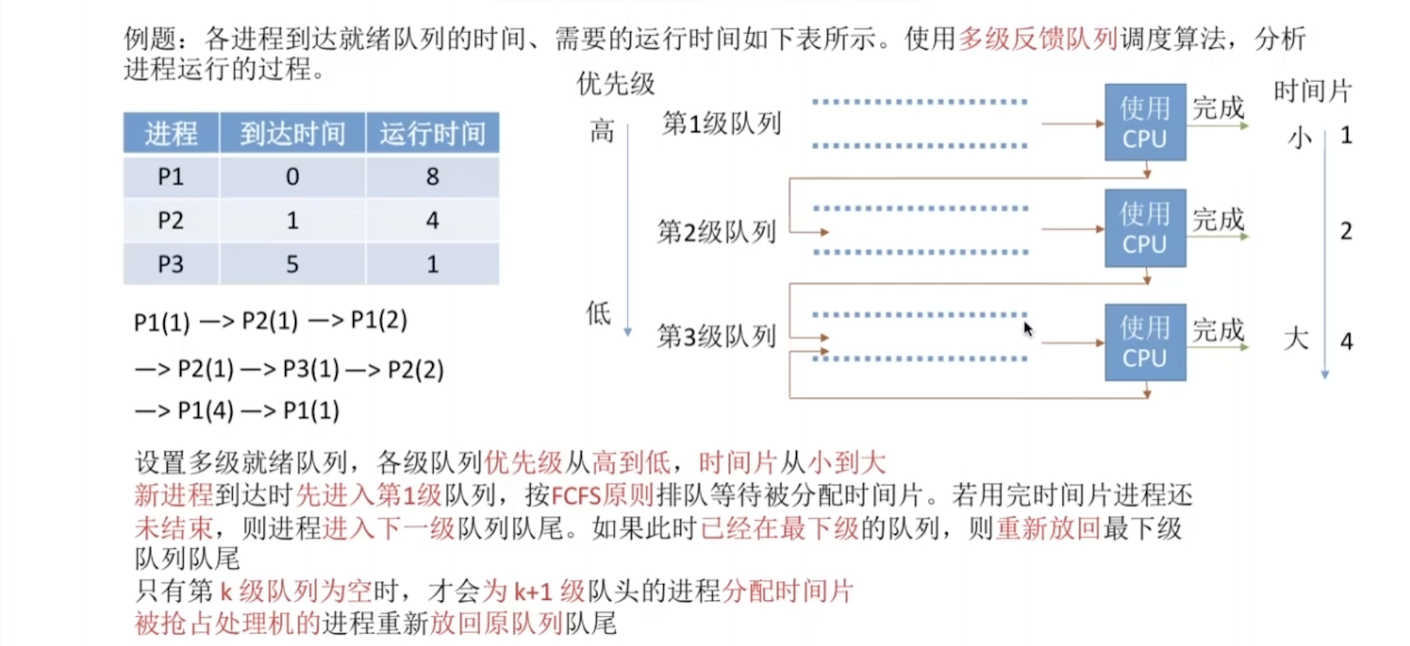 例题：各进程到达就绪队列的时间、需要的运行时间如下表所示。使用多级反馈队列调度算法，分析
进程运行的过程。
进程 到达时间 运行时间
P1 0 8
P2 1 4
P3 5 1
P1(1) —> P2(1) —> P1(2)
—> P2(1) —> P3(1) —> P2(2)
—> P1(4) —> P1(1)
优先级
高
低
第1级队列
使用
CPU
完成
第2级队列
使用
CPU
完成
第3级队列
使用
CPU
完成
时间片
小 1
2
大 4
设置多级就绪队列，各级队列优先级从高到低，时间片从小到大
新进程到达时先进入第1级队列，按FCFS原则排队等待被分配时间片。若用完时间片进程还
未结束，则进程进入下一级队列队尾。如果此时已经在最下级的队列，则重新放回最下级
队列队尾
只有第 k 级队列为空时，才会为 k+1 级队头的进程分配时间片
被抢占处理机的进程重新放回原队列队尾